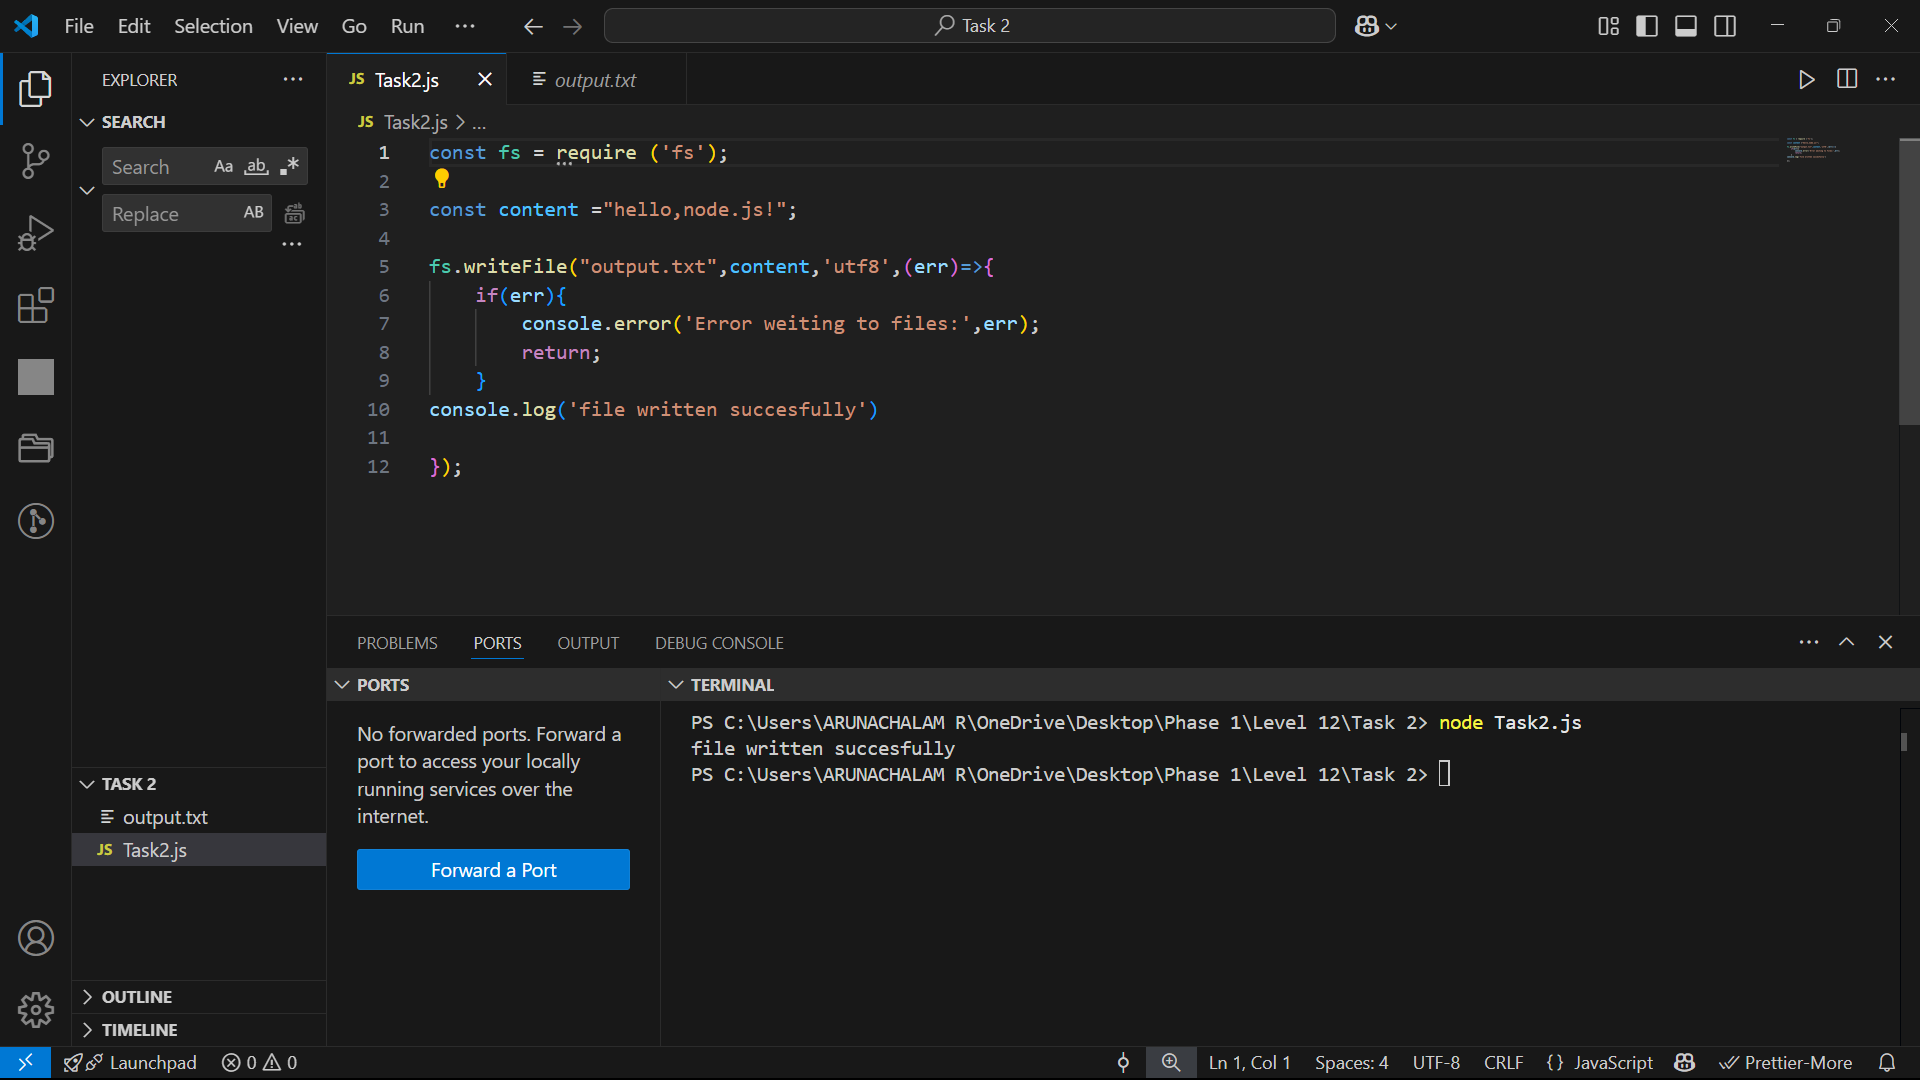 File Edit Selection View Go Run
Task 2
EXPLORER
SEARCH
Search Aa ab
Replace AB
TASK 2
output.txt
JS Task2.js
OUTLINE
TIMELINE
JS Task2.js
output.txt
JS Task2.js > ...
1 const fs = require ('fs');
2
3 const content ="hello,node.js!";
4
5 fs.writeFile("output.txt",content,'utf8',(err)=>{
6 if(err){
7 console.error('Error weiting to files:',err);
8 return;
9 }
10 console.log('file written succesfully')
11
12 });
PROBLEMS PORTS OUTPUT DEBUG CONSOLE
PORTS
No forwarded ports. Forward a
port to access your locally
running services over the
internet.
Forward a Port
TERMINAL
PS C:\Users\ARUNACHALAM R\OneDrive\Desktop\Phase 1\Level 12\Task 2> node Task2.js
file written succesfully
PS C:\Users\ARUNACHALAM R\OneDrive\Desktop\Phase 1\Level 12\Task 2>
Launchpad 0 0 Ln 1, Col 1 Spaces: 4 UTF-8 CRLF {} JavaScript Prettier-More